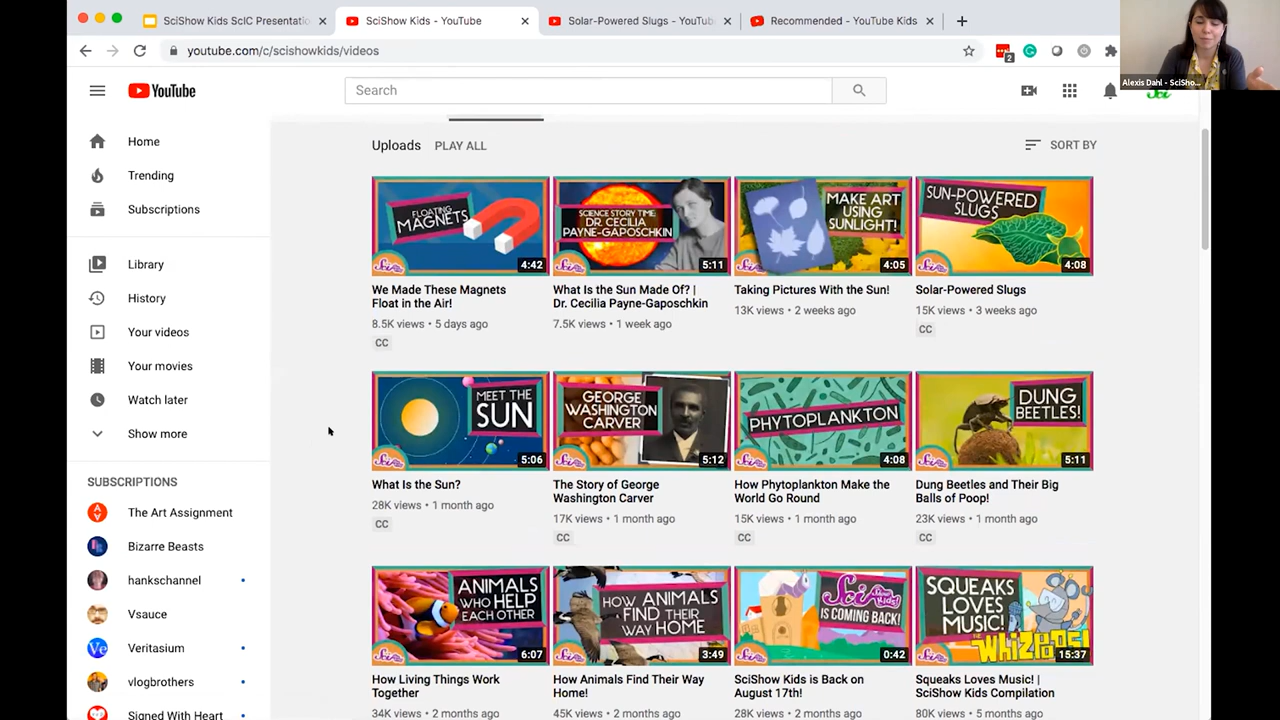 SciShow Kids ScIC Presentatio
SciShow Kids - YouTube
Solar-Powered Slugs - YouTub
Recommended - YouTube Kids
youtube.com/c/scishowkids/videos
2
Alexis Dahl - SciSho...
YouTube
Search
Home
Trending
Subscriptions
Library
History
Your videos
Your movies
Watch later
Show more
SUBSCRIPTIONS
The Art Assignment
Bizarre Beasts
hankschannel
Vsauce
Veritasium
vlogbrothers
Signed With Heart
Uploads PLAY ALL
SORT BY
FLOATING
MAGNETS
4:42
SCIENCE STORY TIME:
DR. CECILIA
PAYNE-GAPOSCHKIN
5:11
MAKE ART
USING
SUNLIGHT!
4:05
SUN-POWERED
SLUGS
4:08
We Made These Magnets
Float in the Air!
8.5K views • 5 days ago
CC
What Is the Sun Made Of? |
Dr. Cecilia Payne-Gaposchkin
7.5K views • 1 week ago
Taking Pictures With the Sun!
13K views • 2 weeks ago
Solar-Powered Slugs
15K views • 3 weeks ago
CC
MEET THE
SUN
5:06
GEORGE
WASHINGTON
CARVER
5:12
PHYTOPLANKTON
4:08
DUNG
BEETLES!
5:11
What Is the Sun?
28K views • 1 month ago
CC
The Story of George
Washington Carver
17K views • 1 month ago
CC
How Phytoplankton Make the
World Go Round
15K views • 1 month ago
CC
Dung Beetles and Their Big
Balls of Poop!
23K views • 1 month ago
CC
ANIMALS
WHO HELP
EACH OTHER
6:07
HOW ANIMALS
FIND THEIR
WAY HOME
3:49
Sci Show Kids!
IS COMING BACK!
0:42
SQUEAKS
LOVES
MUSIC!
THE WHIZBADS!
15:37
How Living Things Work
Together
34K views • 2 months ago
How Animals Find Their Way
Home!
45K views • 2 months ago
SciShow Kids is Back on
August 17th!
28K views • 2 months ago
Squeaks Loves Music! |
SciShow Kids Compilation
80K views • 5 months ago